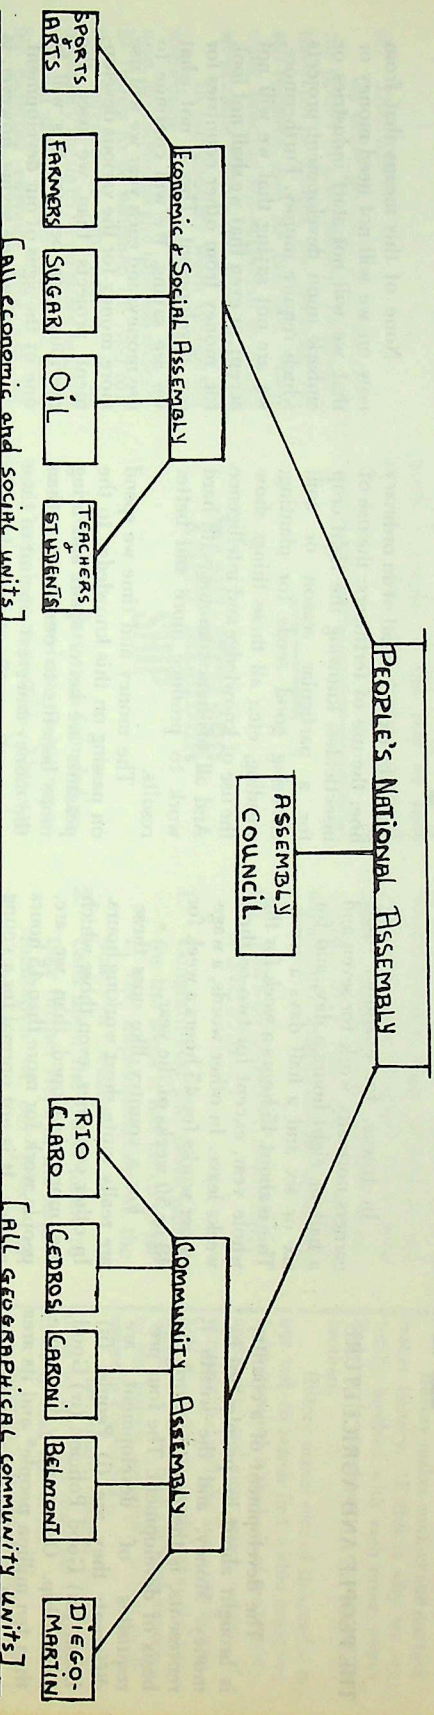 PEOPLE'S NATIONAL ASSEMBLY
ASSEMBLY
COUNCIL
Economic & Social Assembly
COMMUNITY ASSEMBLY
SPORTS
&
ARTS
FARMERS
SUGAR
OIL
TEACHERS
&
STUDENTS
RIO
CLARO
CEDROS
CARONI
BELMONT
DIEGO-
MARTIN
[ALL economic and social units]
[ALL GEOGRAPHICAL COMMUNITY UNITS]